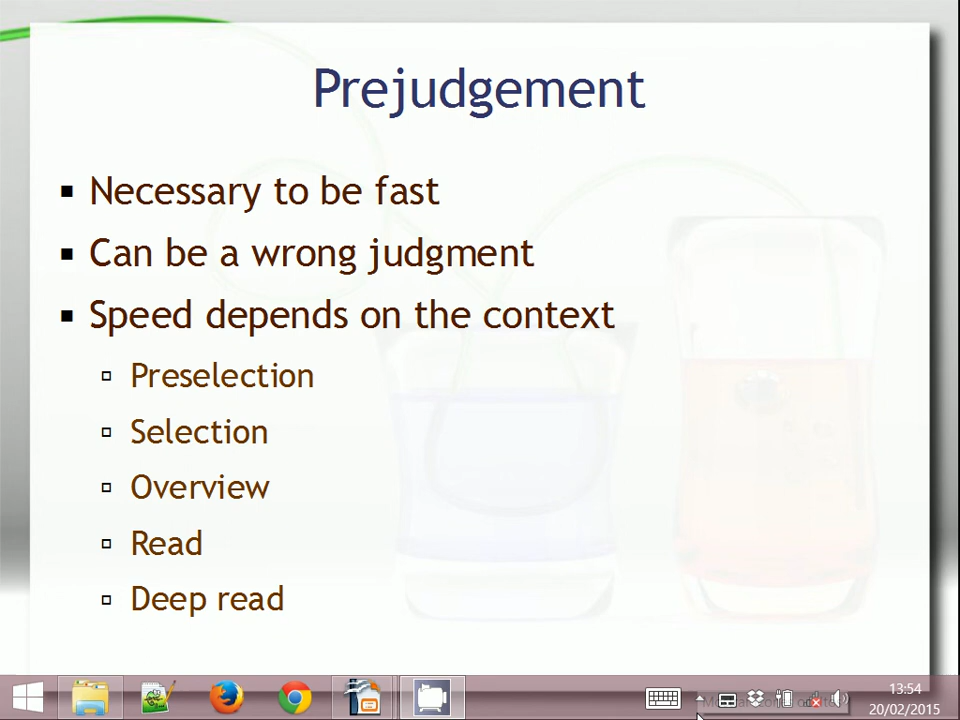 Prejudgement
Necessary to be fast
Can be a wrong judgment
Speed depends on the context
Preselection
Selection
Overview
Read
Deep read
13:54
20/02/2015